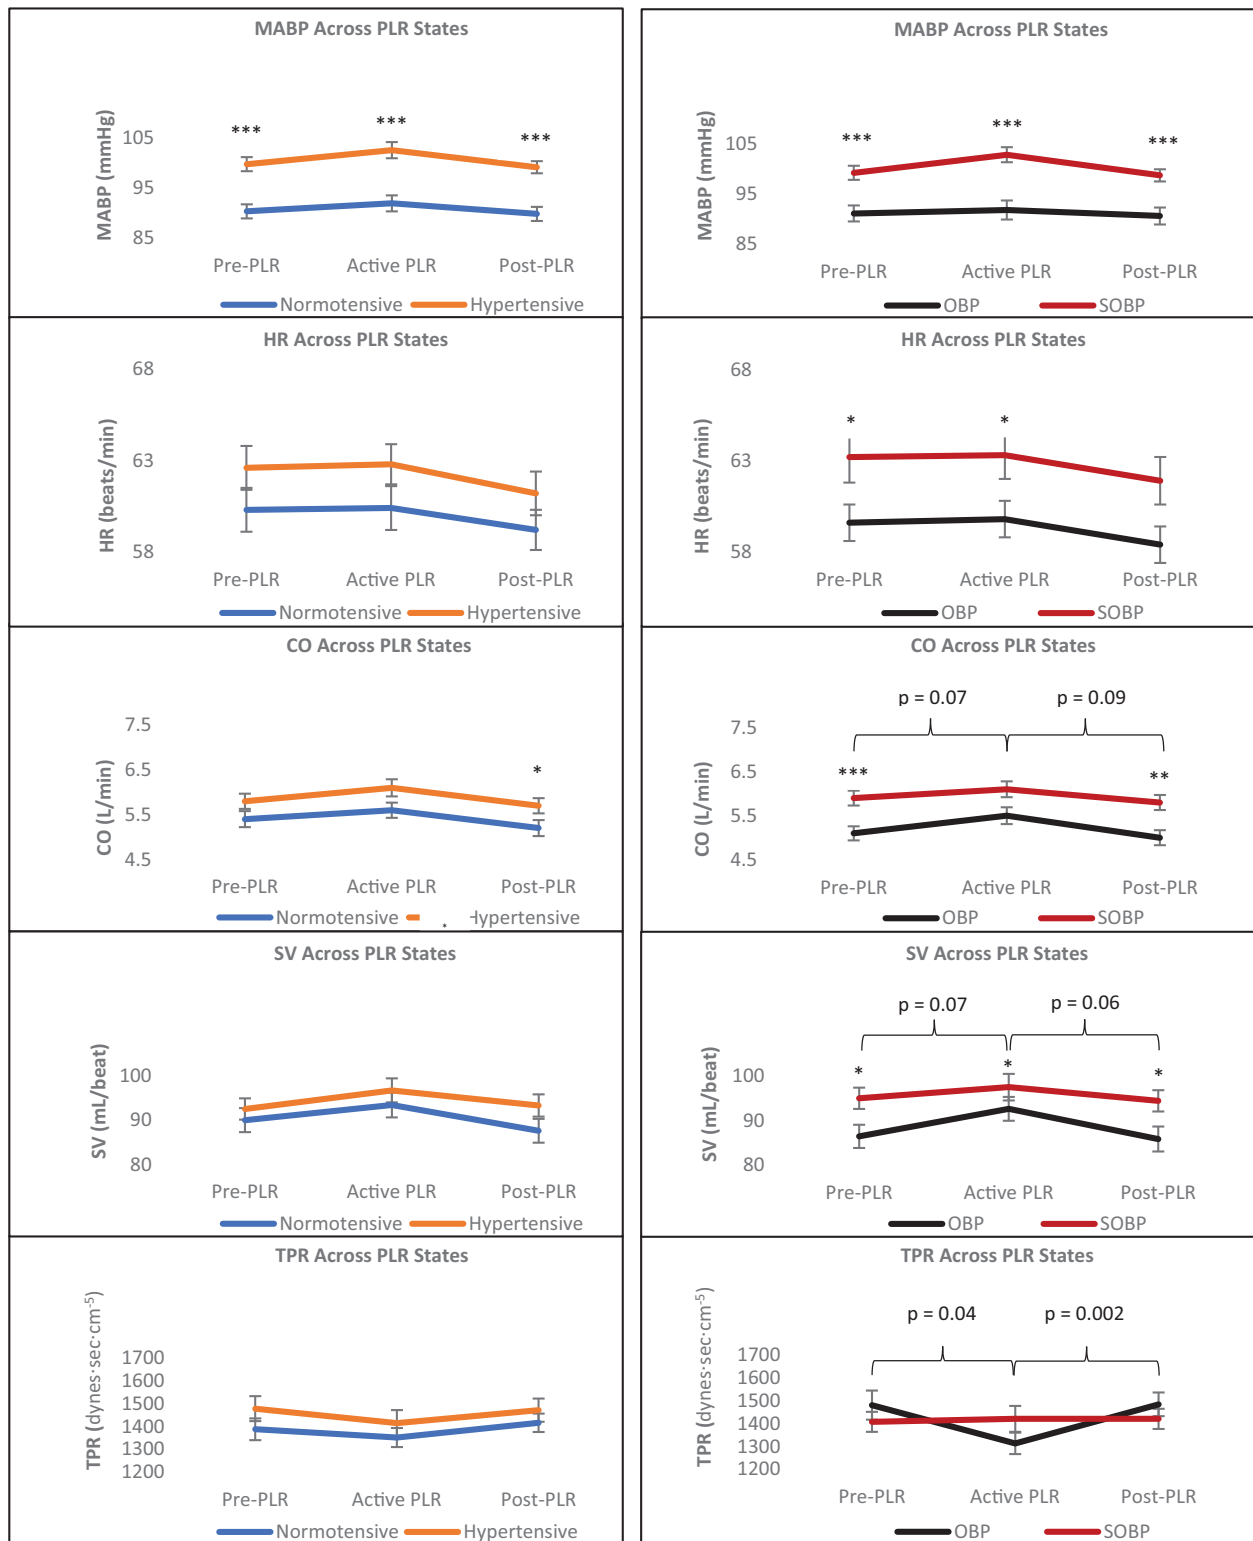 MABP Across PLR States
MABP (mmHg)
105
95
85
***
***
***
Pre-PLR Active PLR Post-PLR
Normotensive Hypertensive
MABP Across PLR States
MABP (mmHg)
105
95
85
***
***
***
Pre-PLR Active PLR Post-PLR
OBP SOBP
HR Across PLR States
HR (beats/min)
68
63
58
Pre-PLR Active PLR Post-PLR
Normotensive Hypertensive
HR Across PLR States
HR (beats/min)
68
63
58
*
*
Pre-PLR Active PLR Post-PLR
OBP SOBP
CO Across PLR States
CO (L/min)
7.5
6.5
5.5
4.5
*
Pre-PLR Active PLR Post-PLR
Normotensive Hypertensive
*
CO Across PLR States
p = 0.07 p = 0.09
CO (L/min)
7.5
6.5
5.5
4.5
***
**
Pre-PLR Active PLR Post-PLR
OBP SOBP
SV Across PLR States
SV (mL/beat)
100
90
80
Pre-PLR Active PLR Post-PLR
Normotensive Hypertensive
SV Across PLR States
p = 0.07 p = 0.06
SV (mL/beat)
100
90
80
*
*
*
Pre-PLR Active PLR Post-PLR
OBP SOBP
TPR Across PLR States
TPR (dynes·sec·cm⁻⁵)
1700
1600
1500
1400
1300
1200
Pre-PLR Active PLR Post-PLR
Normotensive Hypertensive
TPR Across PLR States
p = 0.04 p = 0.002
TPR (dynes·sec·cm⁻⁵)
1700
1600
1500
1400
1300
1200
Pre-PLR Active PLR Post-PLR
OBP SOBP